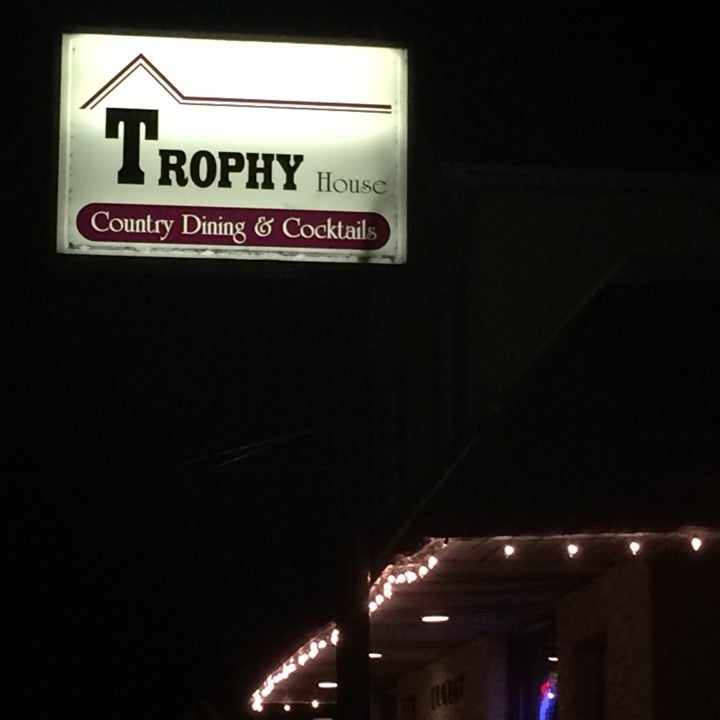 TROPHY House
Country Dining & Cocktails